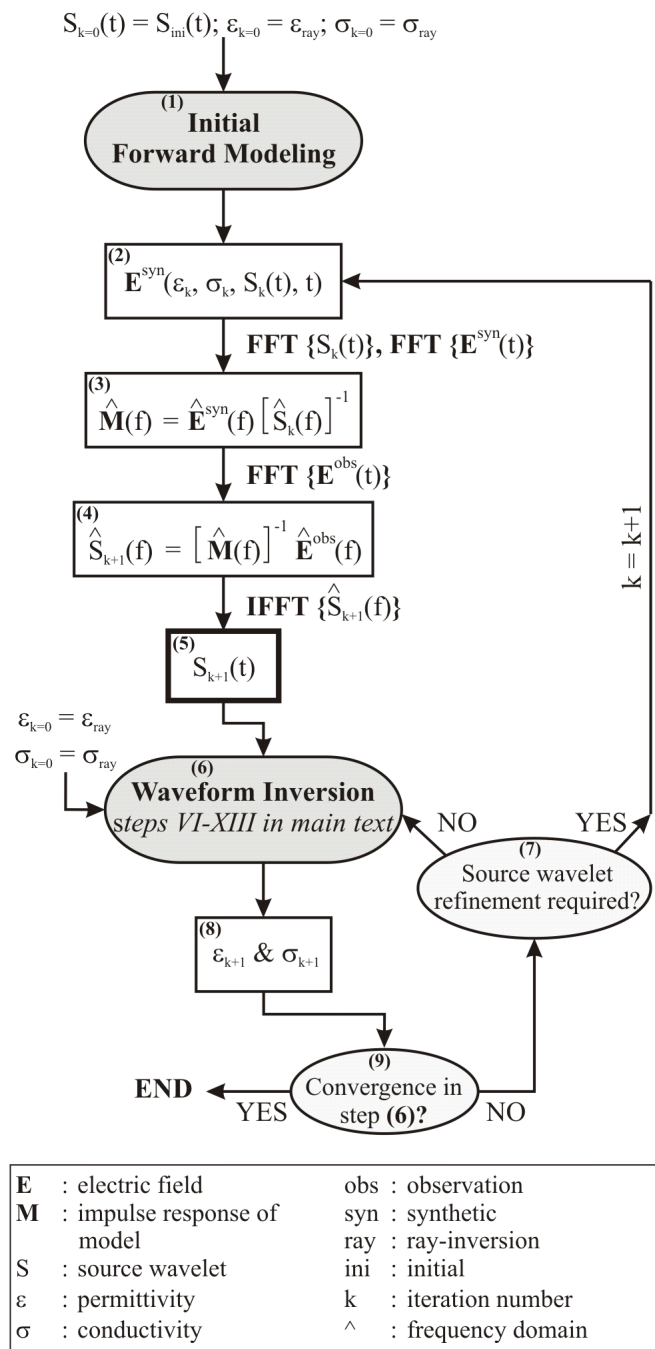 S_{k=0}(t) = S_{ini}(t); ε_{k=0} = ε_{ray}; σ_{k=0} = σ_{ray}
(1)
Initial
Forward Modeling
(2)
E^{syn}(ε_k, σ_k, S_k(t), t)
FFT {S_k(t)}, FFT {E^{syn}(t)}
(3)
M̂(f) = Ê^{syn}(f) [Ŝ_k(f)]^{-1}
FFT {E^{obs}(t)}
(4)
Ŝ_{k+1}(f) = [M̂(f)]^{-1} Ê^{obs}(f)
IFFT {Ŝ_{k+1}(f)}
(5)
S_{k+1}(t)
ε_{k=0} = ε_{ray}
σ_{k=0} = σ_{ray}
(6)
Waveform Inversion
steps VI-XIII in main text
NO
YES
k = k+1
(7)
Source wavelet
refinement required?
(8)
ε_{k+1} & σ_{k+1}
(9)
Convergence in
step (6)?
END
YES
NO
E : electric field
M : impulse response of
model
S : source wavelet
ε : permittivity
σ : conductivity
obs : observation
syn : synthetic
ray : ray-inversion
ini : initial
k : iteration number
^ : frequency domain